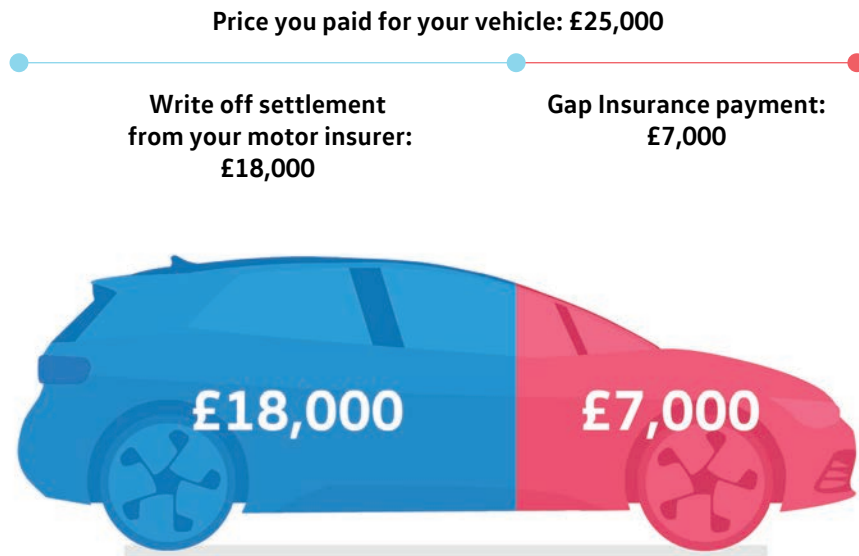 Price you paid for your vehicle: £25,000
Write off settlement
from your motor insurer:
£18,000
Gap Insurance payment:
£7,000
£18,000
£7,000